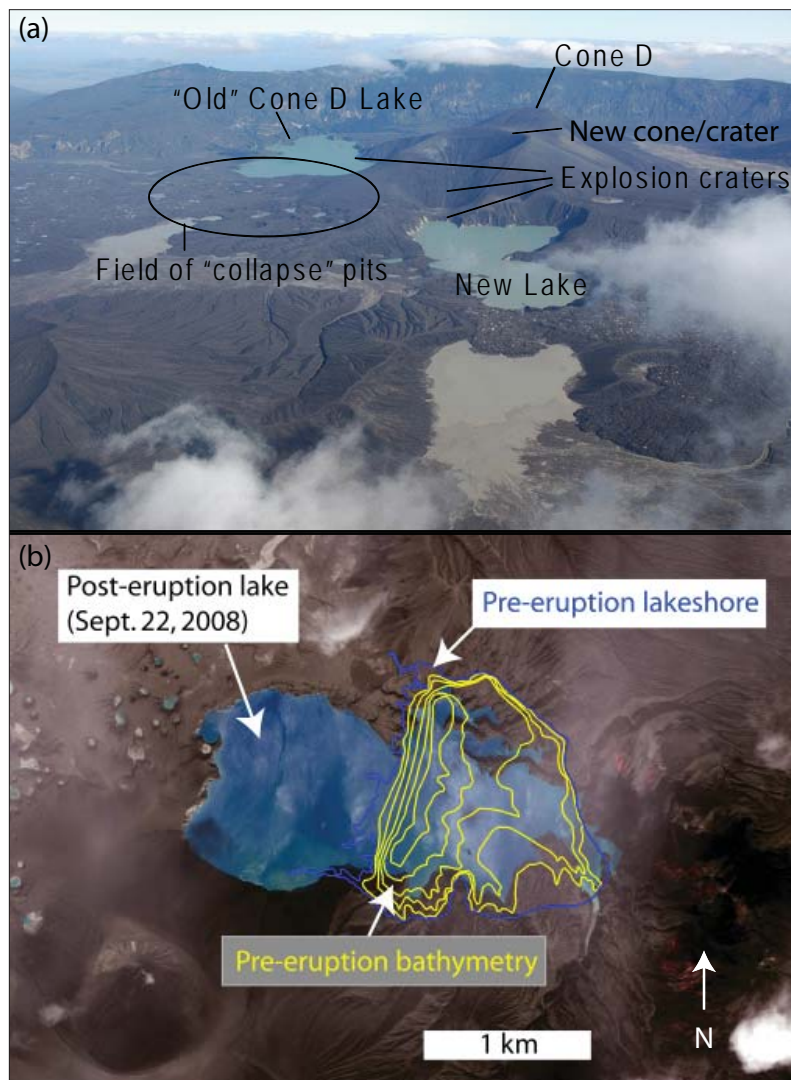 (a)
Cone D
"Old" Cone D Lake
New cone/crater
Explosion craters
Field of "collapse" pits
New Lake
(b)
Post-eruption lake
(Sept. 22, 2008)
Pre-eruption lakeshore
Pre-eruption bathymetry
1 km
N